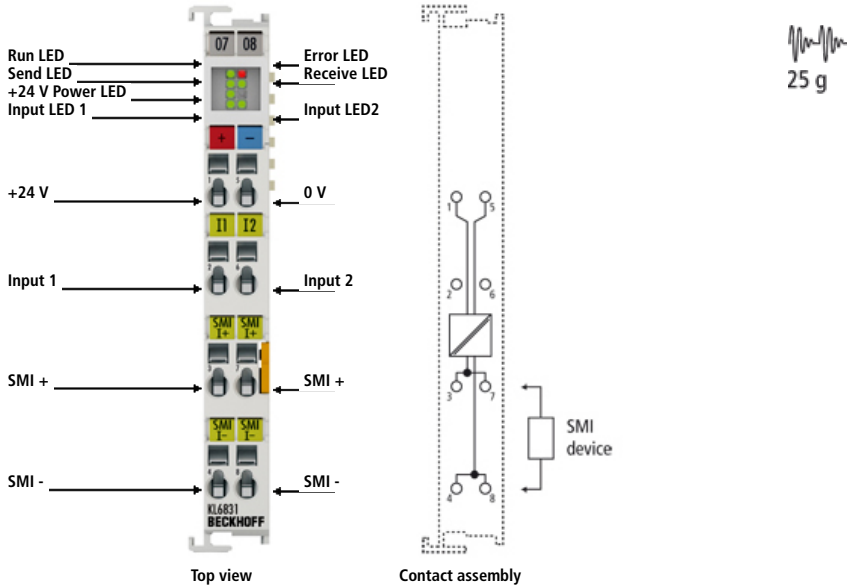 07 08
Run LED
Error LED
Send LED
Receive LED
+24 V Power LED
Input LED 1
Input LED2
+ −
1 5
+24 V
0 V
I1 I2
2 6
Input 1
Input 2
SMI I+
SMI I+
3 7
SMI +
SMI +
SMI I-
SMI I-
4 8
SMI -
SMI -
KL6831
BECKHOFF
Top view
1 5
2 6
3 7
4 8
SMI
device
Contact assembly
25 g